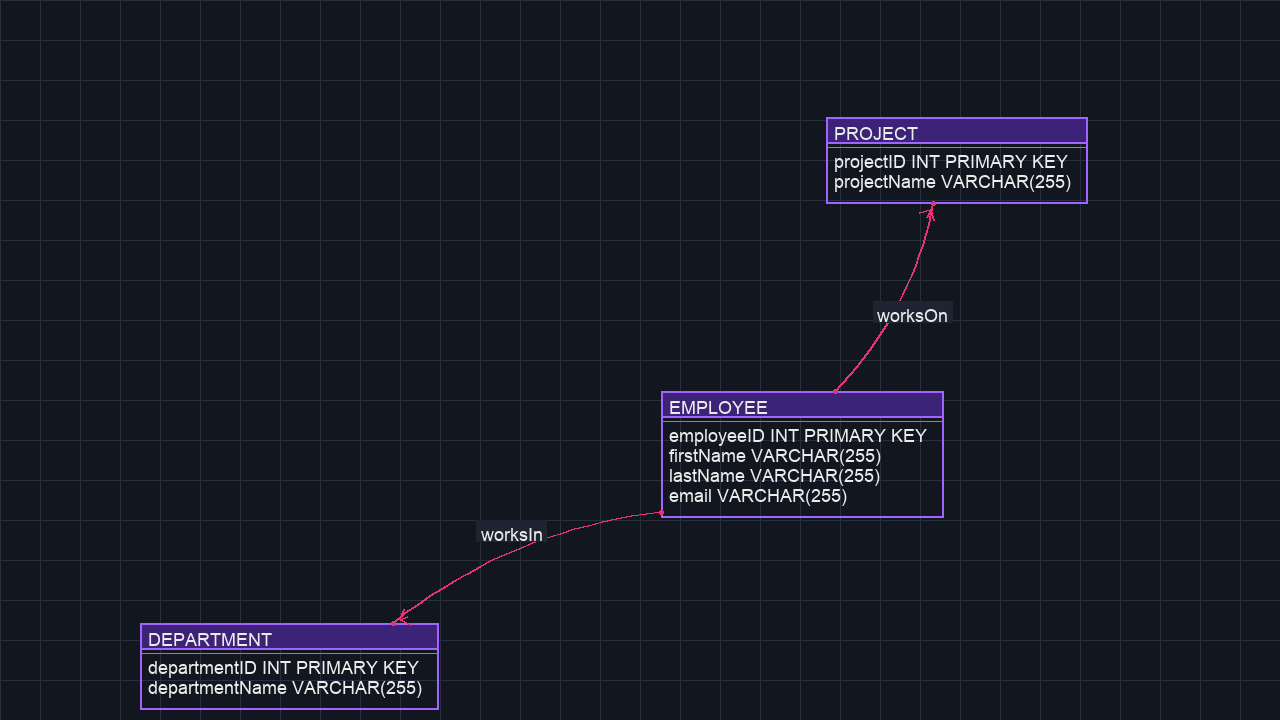 PROJECT
projectID INT PRIMARY KEY
projectName VARCHAR(255)
worksOn
EMPLOYEE
employeeID INT PRIMARY KEY
firstName VARCHAR(255)
lastName VARCHAR(255)
email VARCHAR(255)
worksIn
DEPARTMENT
departmentID INT PRIMARY KEY
departmentName VARCHAR(255)